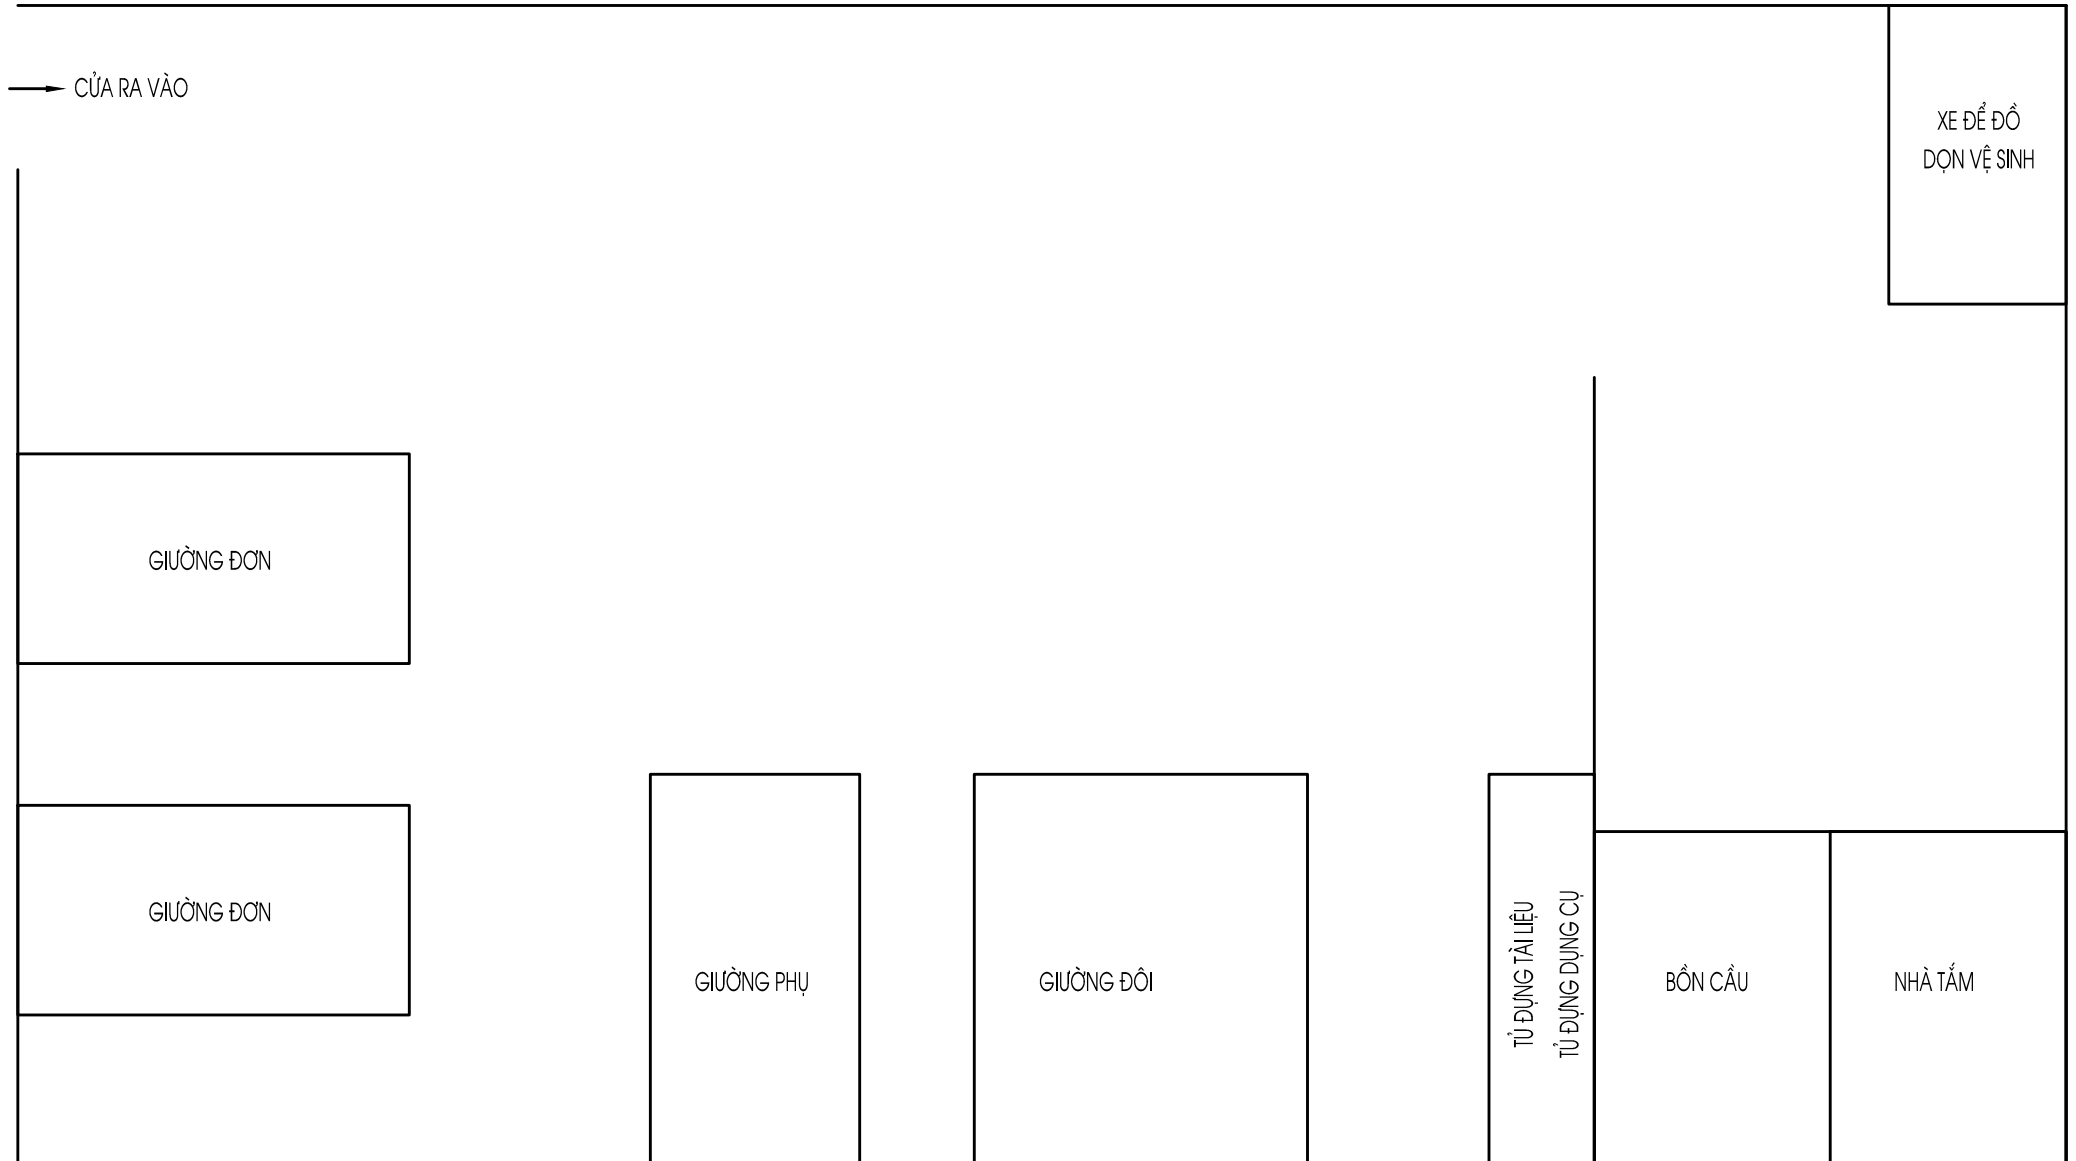 CỬA RA VÀO
XE ĐỂ ĐỒ
DỌN VỆ SINH
GIƯỜNG ĐƠN
GIƯỜNG ĐƠN
GIƯỜNG PHỤ
GIƯỜNG ĐÔI
TỦ ĐỰNG TÀI LIỆU
TỦ ĐỰNG DỤNG CỤ
BỒN CẦU
NHÀ TẮM